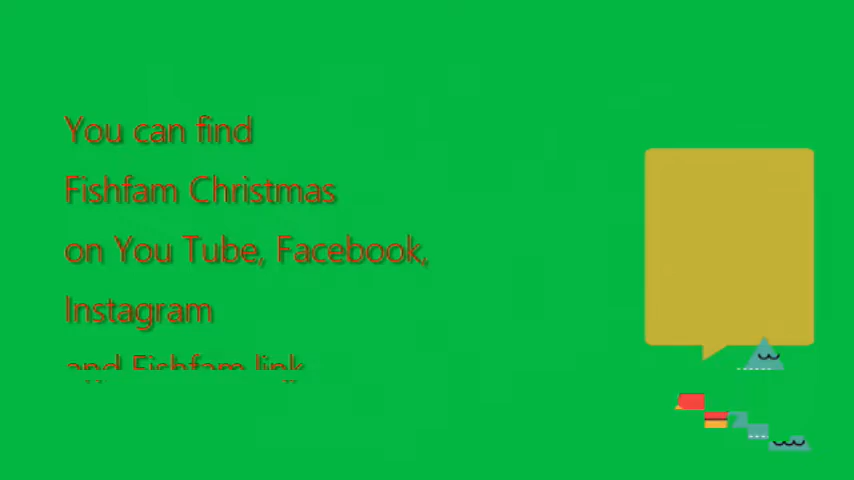 You can find
Fishfam Christmas
on You Tube, Facebook,
Instagram
and Fishfam link